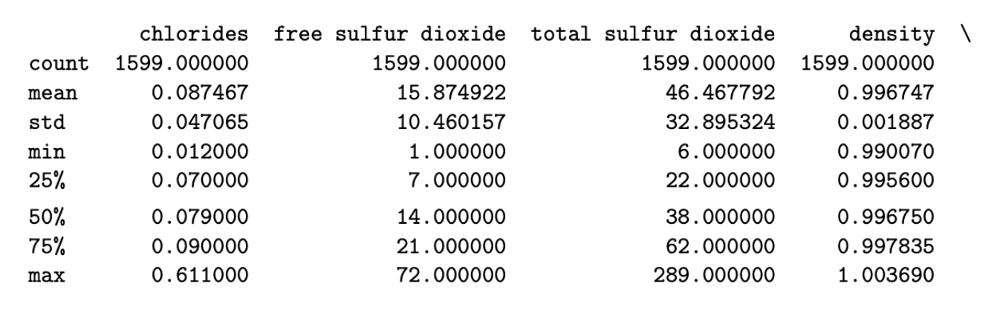 chlorides free sulfur dioxide total sulfur dioxide density \
count 1599.000000 1599.000000 1599.000000 1599.000000
mean 0.087467 15.874922 46.467792 0.996747
std 0.047065 10.460157 32.895324 0.001887
min 0.012000 1.000000 6.000000 0.990070
25% 0.070000 7.000000 22.000000 0.995600
50% 0.079000 14.000000 38.000000 0.996750
75% 0.090000 21.000000 62.000000 0.997835
max 0.611000 72.000000 289.000000 1.003690